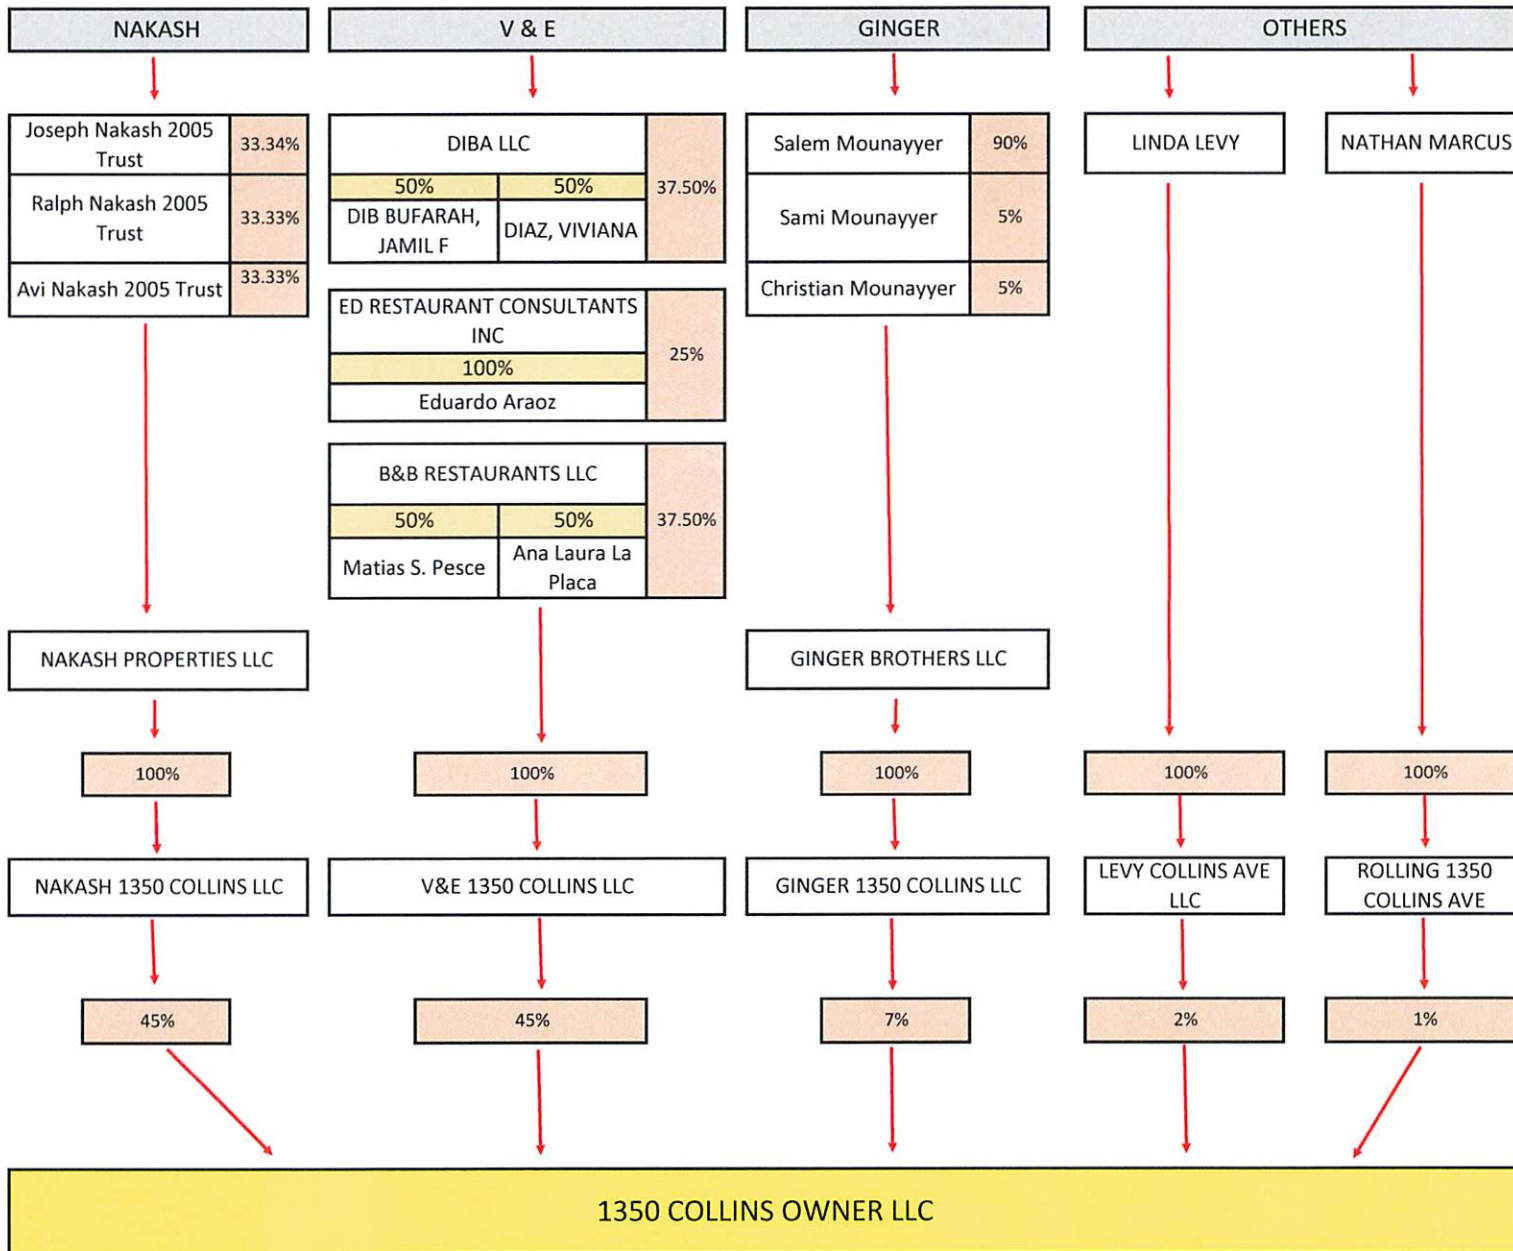 NAKASH
V & E
GINGER
OTHERS
Joseph Nakash 2005
Trust
33.34%
Ralph Nakash 2005
Trust
33.33%
Avi Nakash 2005 Trust
33.33%
DIBA LLC
37.50%
50%
50%
DIB BUFARAH,
JAMIL F
DIAZ, VIVIANA
ED RESTAURANT CONSULTANTS
INC
25%
100%
Eduardo Araoz
B&B RESTAURANTS LLC
37.50%
50%
50%
Matias S. Pesce
Ana Laura La
Placa
Salem Mounayyer
90%
Sami Mounayyer
5%
Christian Mounayyer
5%
LINDA LEVY
NATHAN MARCUS
NAKASH PROPERTIES LLC
GINGER BROTHERS LLC
100%
100%
100%
100%
100%
NAKASH 1350 COLLINS LLC
V&E 1350 COLLINS LLC
GINGER 1350 COLLINS LLC
LEVY COLLINS AVE
LLC
ROLLING 1350
COLLINS AVE
45%
45%
7%
2%
1%
1350 COLLINS OWNER LLC